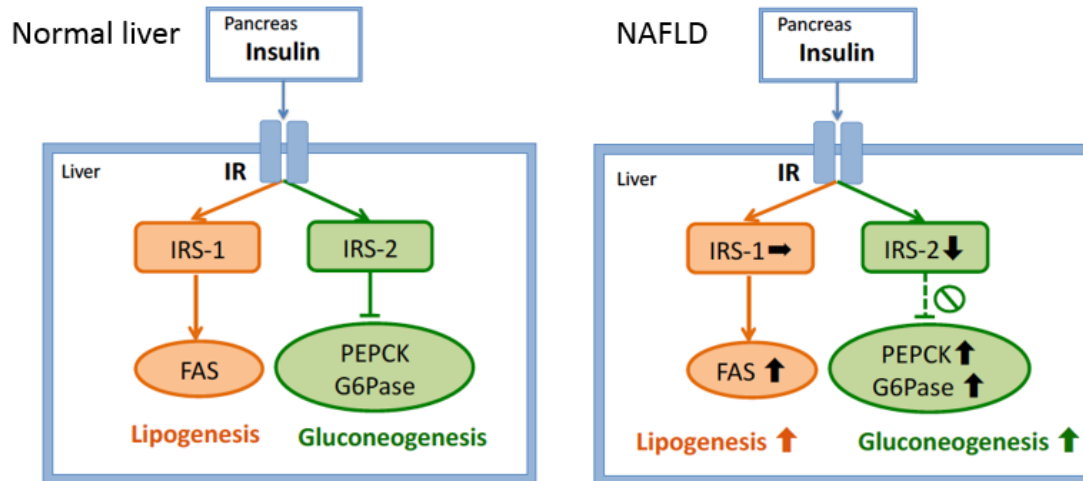 Normal liver
Pancreas
Insulin
Liver
IR
IRS-1
IRS-2
FAS
PEPCK
G6Pase
Lipogenesis
Gluconeogenesis
NAFLD
Pancreas
Insulin
Liver
IR
IRS-1➡
IRS-2⬇
FAS⬆
PEPCK⬆
G6Pase⬆
Lipogenesis⬆
Gluconeogenesis⬆